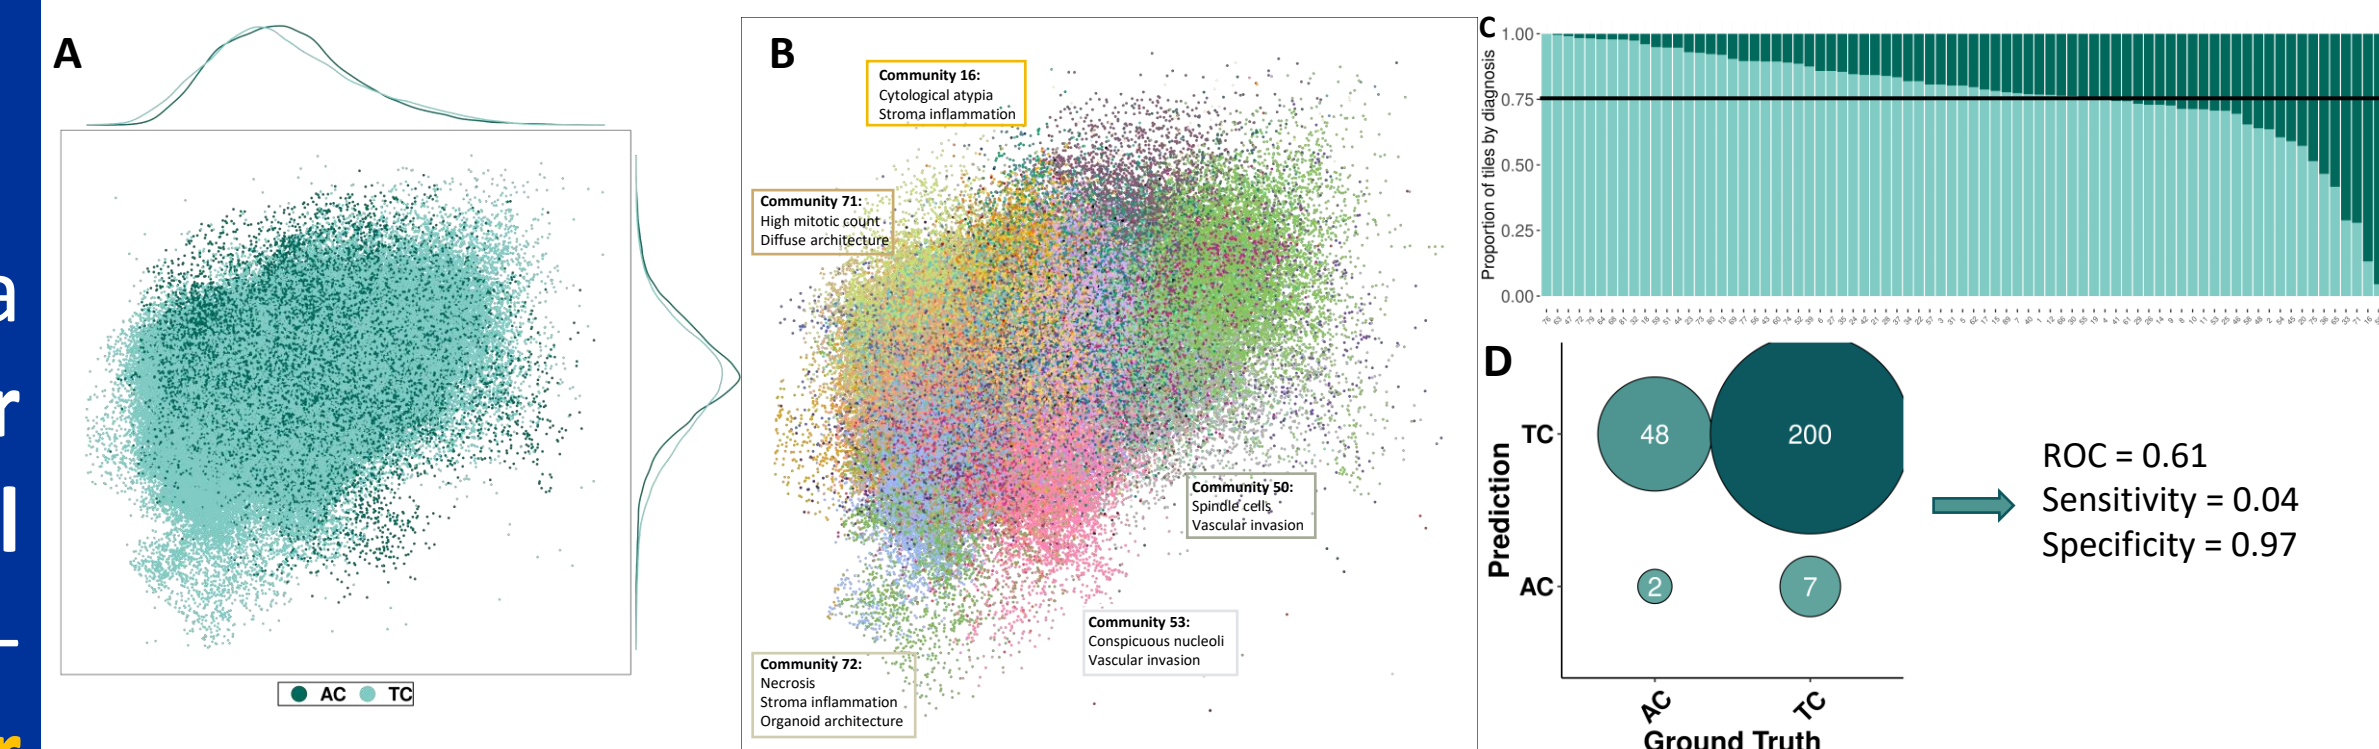 a
r
l
–
r
A
AC TC
B
Community 16:
Cytological atypia
Stroma inflammation
Community 71:
High mitotic count
Diffuse architecture
Community 50:
Spindle cells
Vascular invasion
Community 53:
Conspicuous nucleoli
Vascular invasion
Community 72:
Necrosis
Stroma inflammation
Organoid architecture
C
Proportion of tiles by diagnosis
1.00
0.75
0.50
0.25
0.00
D
Prediction
TC
AC
48
200
2
7
AC
TC
Ground Truth
ROC = 0.61
Sensitivity = 0.04
Specificity = 0.97